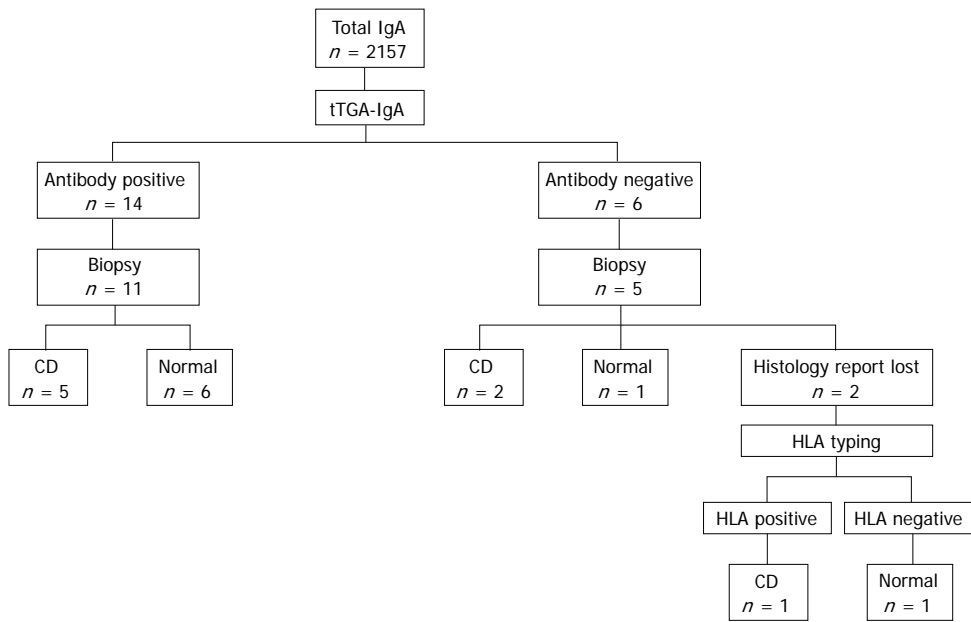 Total IgA
n = 2157
tTGA-IgA
Antibody positive
n = 14
Antibody negative
n = 6
Biopsy
n = 11
Biopsy
n = 5
CD
n = 5
Normal
n = 6
CD
n = 2
Normal
n = 1
Histology report lost
n = 2
HLA typing
HLA positive
HLA negative
CD
n = 1
Normal
n = 1